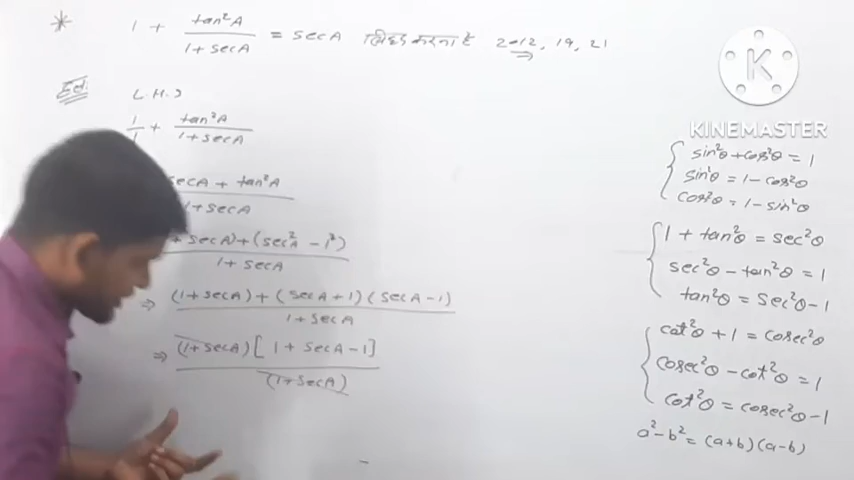 * 1 + tan²A / 1 + secA = secA सिद्ध करना है 2012, 19, 21
L.H.S
1/1 + tan²A / 1 + secA
secA + tan²A / 1 + secA
+ secA) + (sec²A - 1²) / 1 + secA
⇒ (1 + secA) + (secA + 1) (secA - 1) / 1 + secA
⇒ (1 + secA) [ 1 + secA - 1] / (1 + secA)
K
KINEMASTER
sin²θ + cos²θ = 1
sin²θ = 1 - cos²θ
cos²θ = 1 - sin²θ
1 + tan²θ = sec²θ
sec²θ - tan²θ = 1
tan²θ = sec²θ - 1
cot²θ + 1 = cosec²θ
cosec²θ - cot²θ = 1
cot²θ = cosec²θ - 1
a² - b² = (a+b) (a-b)